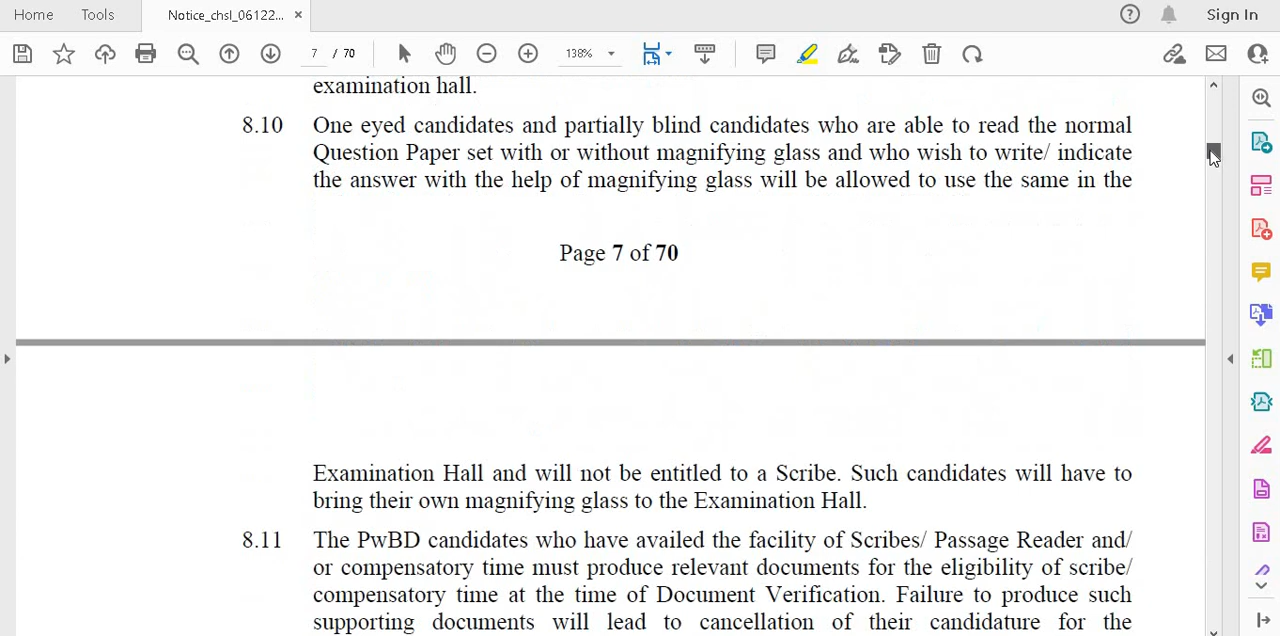 Home Tools Notice_chsl_06122... × Sign In
7 / 70 138%
examination hall.
8.10 One eyed candidates and partially blind candidates who are able to read the normal
Question Paper set with or without magnifying glass and who wish to write/ indicate
the answer with the help of magnifying glass will be allowed to use the same in the
Page 7 of 70
Examination Hall and will not be entitled to a Scribe. Such candidates will have to
bring their own magnifying glass to the Examination Hall.
8.11 The PwBD candidates who have availed the facility of Scribes/ Passage Reader and/
or compensatory time must produce relevant documents for the eligibility of scribe/
compensatory time at the time of Document Verification. Failure to produce such
supporting documents will lead to cancellation of their candidature for the